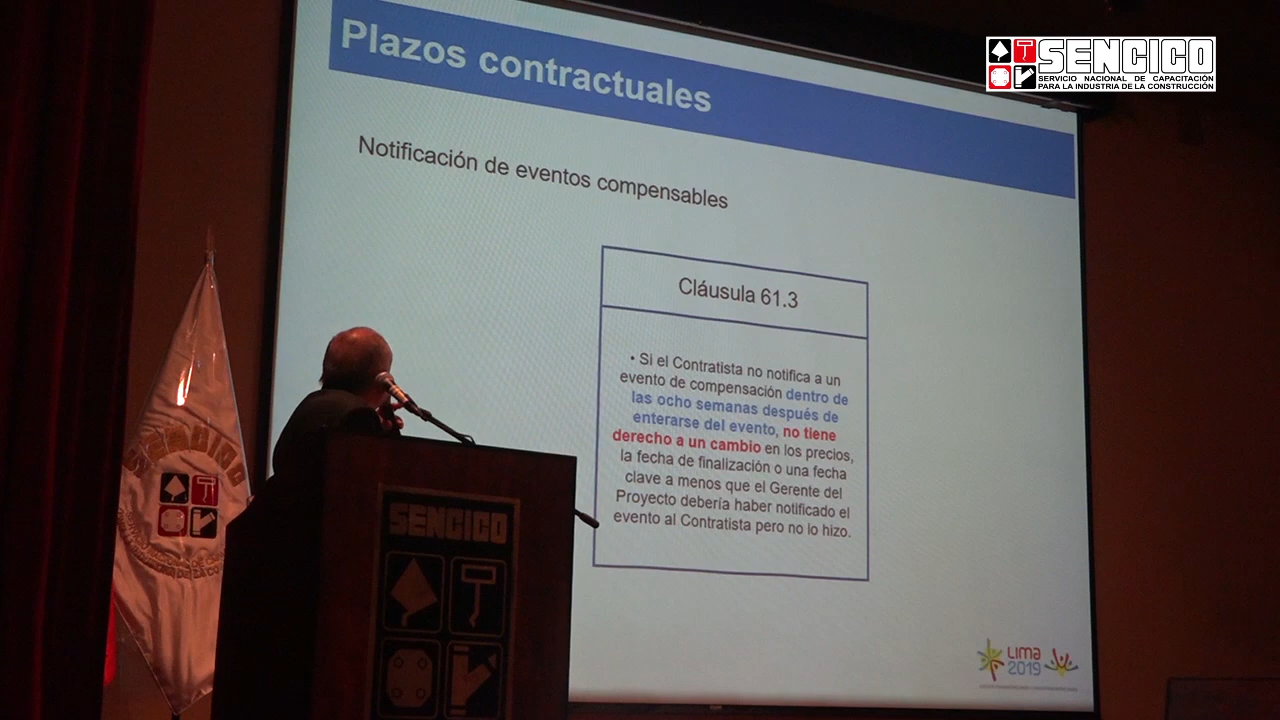 SENCICO
SERVICIO NACIONAL DE CAPACITACIÓN
PARA LA INDUSTRIA DE LA CONSTRUCCIÓN
Plazos contractuales
Notificación de eventos compensables
Cláusula 61.3
• Si el Contratista no notifica a un
evento de compensación dentro de
las ocho semanas después de
enterarse del evento, no tiene
derecho a un cambio en los precios,
la fecha de finalización o una fecha
clave a menos que el Gerente del
Proyecto debería haber notificado el
evento al Contratista pero no lo hizo.
LIMA
2019
SENCICO
SENCICO